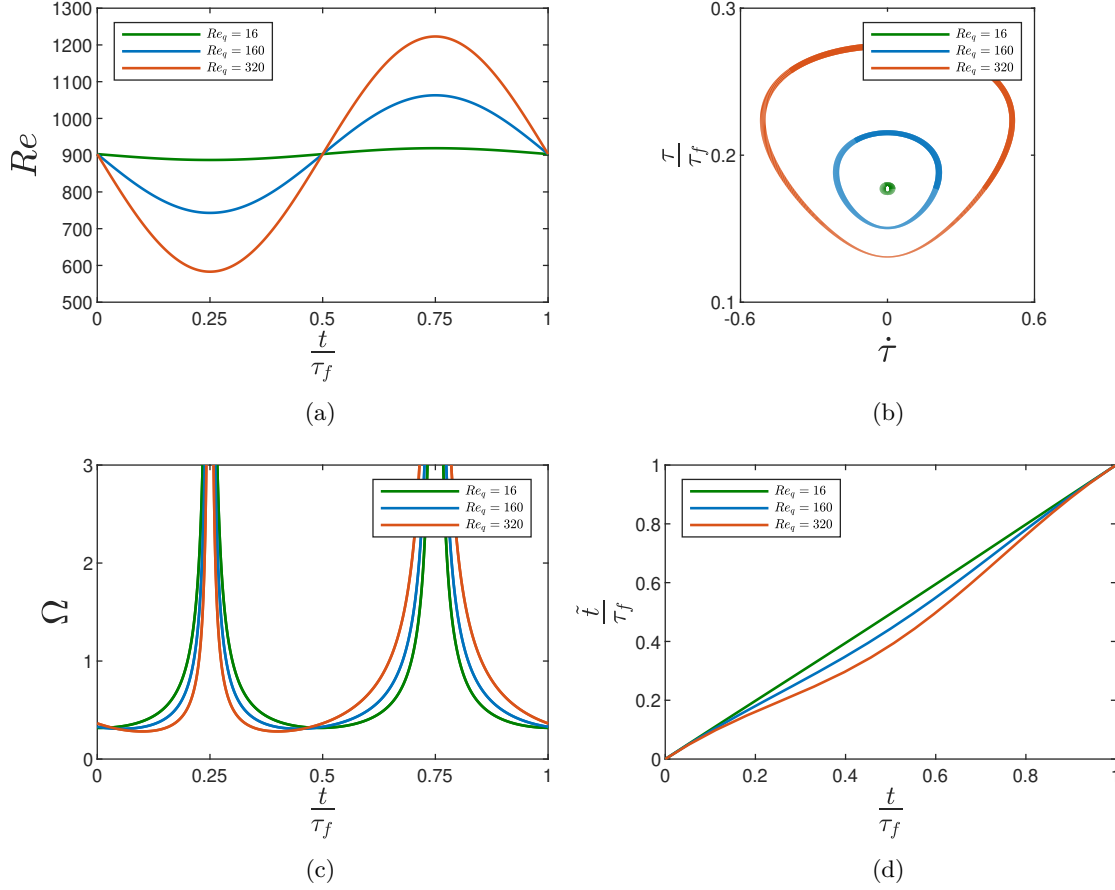 1300
1200
1100
1000
900
800
700
600
500
Re
Re_q = 16
Re_q = 160
Re_q = 320
0
0.25
0.5
0.75
1
t/τ_f
(a)
0.3
0.2
0.1
τ/τ_f
Re_q = 16
Re_q = 160
Re_q = 320
-0.6
0
0.6
τ̇
(b)
3
2
1
0
Ω
Re_q = 16
Re_q = 160
Re_q = 320
0
0.25
0.5
0.75
1
t/τ_f
(c)
1
0.8
0.6
0.4
0.2
0
t̃/τ_f
Re_q = 16
Re_q = 160
Re_q = 320
0
0.2
0.4
0.6
0.8
1
t/τ_f
(d)